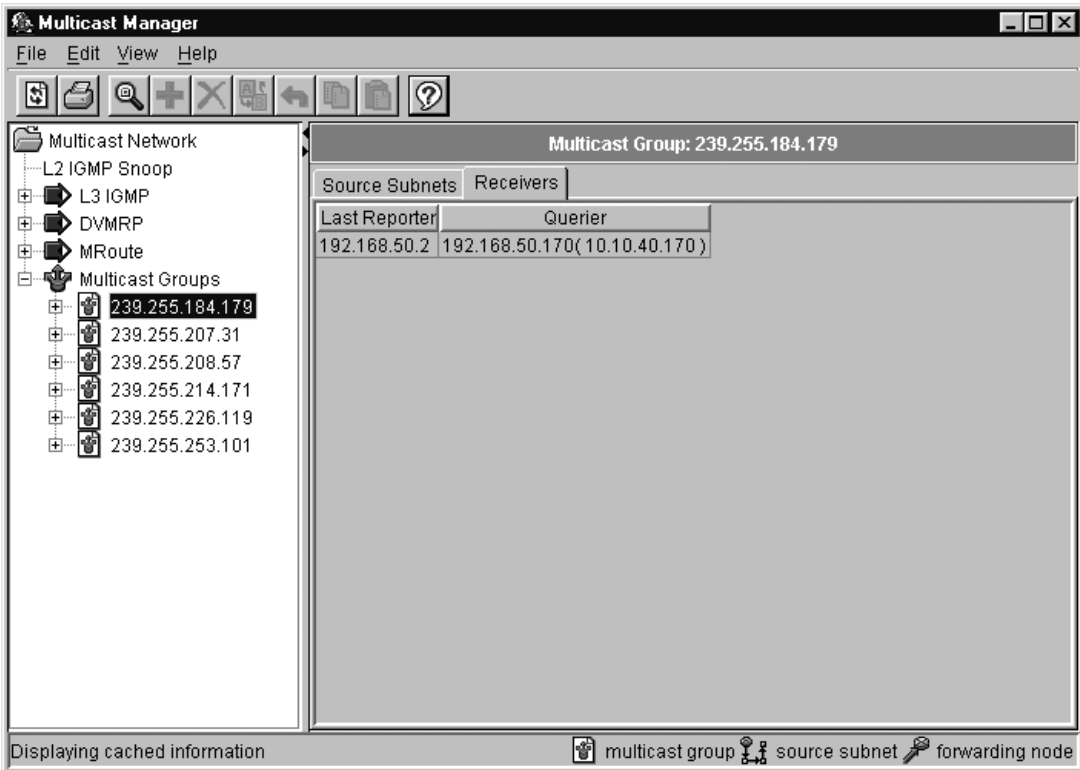 Multicast Manager
File Edit View Help
Multicast Network
L2 IGMP Snoop
L3 IGMP
DVMRP
MRoute
Multicast Groups
239.255.184.179
239.255.207.31
239.255.208.57
239.255.214.171
239.255.226.119
239.255.253.101
Multicast Group: 239.255.184.179
Source Subnets Receivers
Last Reporter Querier
192.168.50.2 192.168.50.170( 10.10.40.170 )
Displaying cached information
multicast group source subnet forwarding node